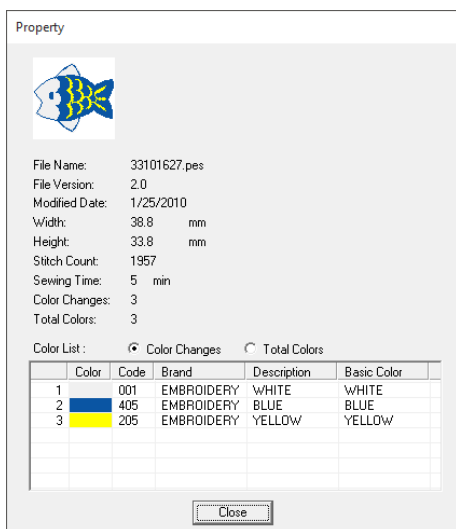 Property
File Name: 33101627.pes
File Version: 2.0
Modified Date: 1/25/2010
Width: 38.8 mm
Height: 33.8 mm
Stitch Count: 1957
Sewing Time: 5 min
Color Changes: 3
Total Colors: 3
Color List : Color Changes Total Colors
Color Code Brand Description Basic Color
1 001 EMBROIDERY WHITE WHITE
2 405 EMBROIDERY BLUE BLUE
3 205 EMBROIDERY YELLOW YELLOW
Close